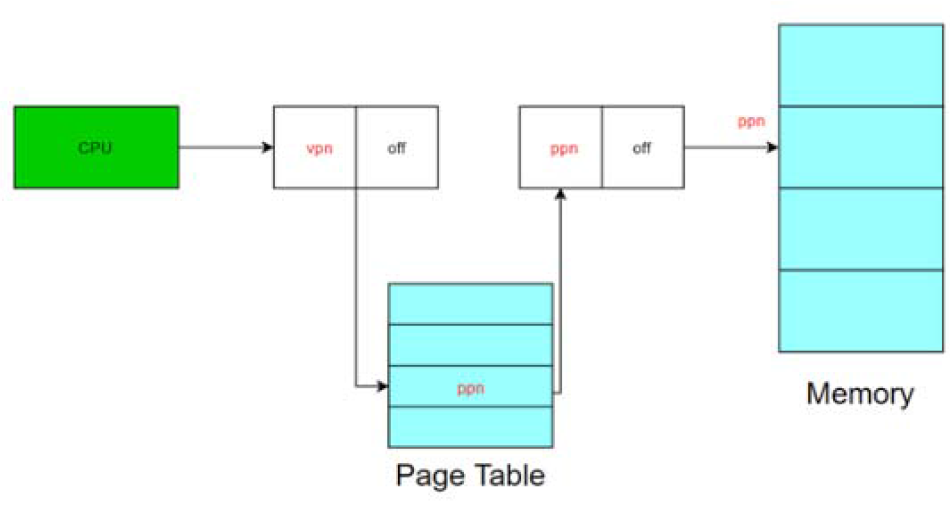 CPU
vpn
off
ppn
off
ppn
ppn
Page Table
Memory